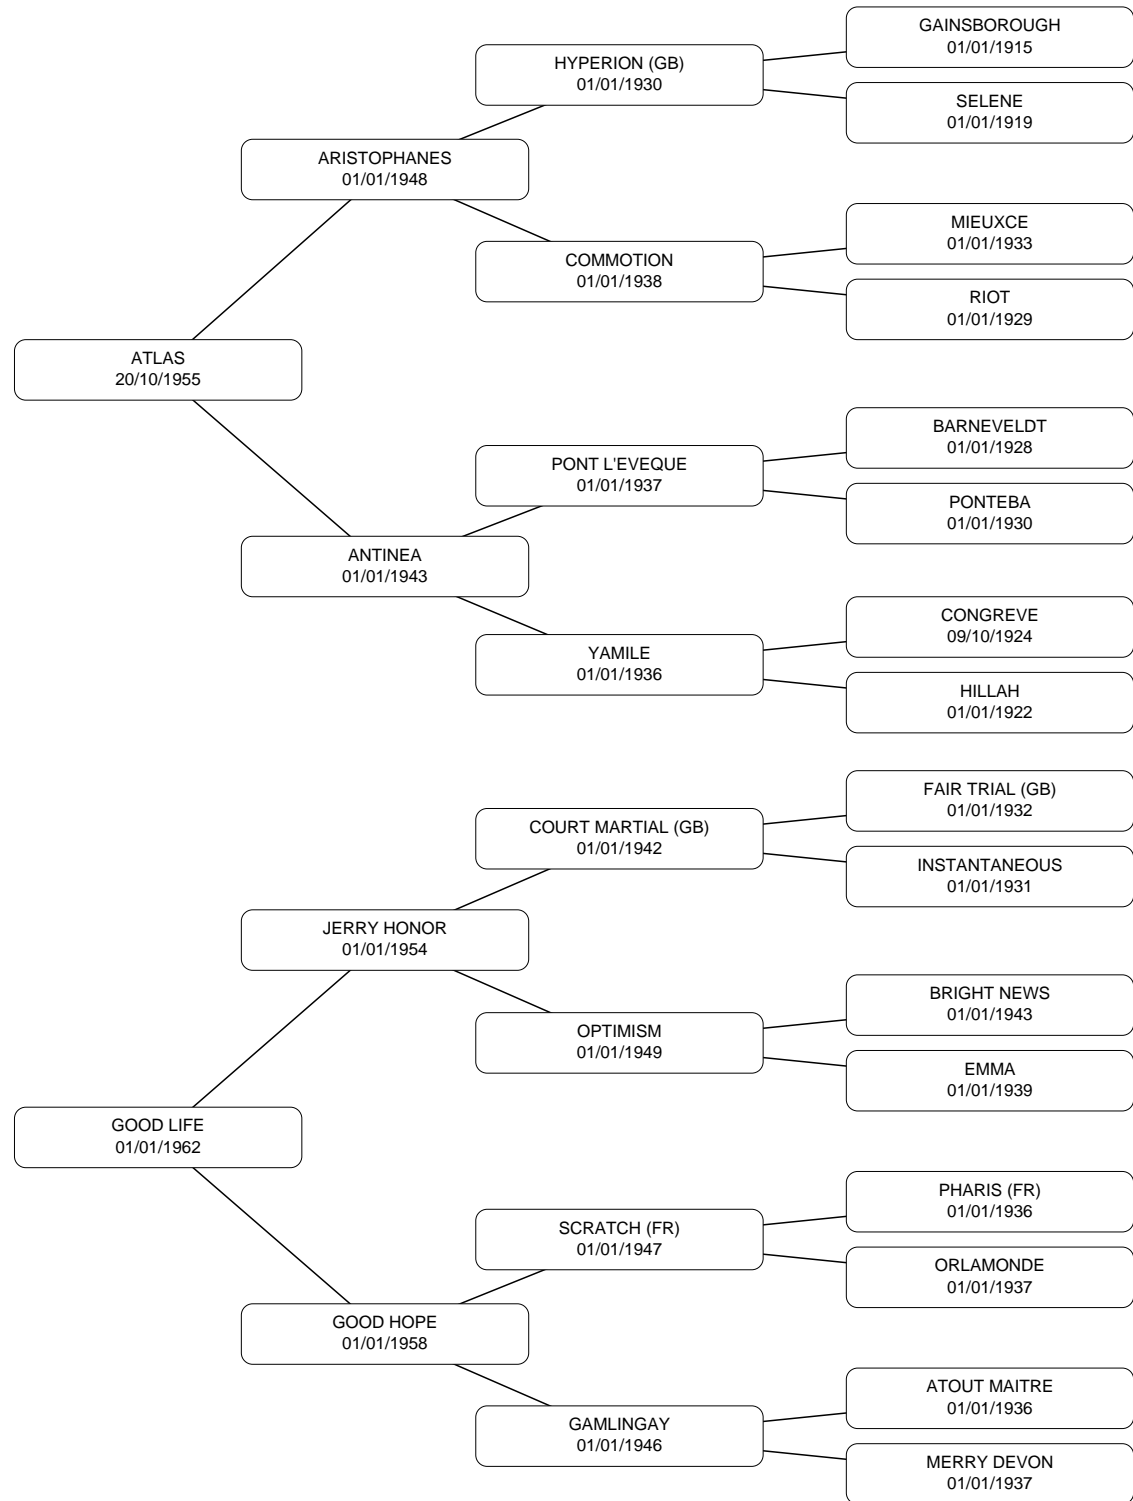 GAINSBOROUGH
01/01/1915
HYPERION (GB)
01/01/1930
SELENE
01/01/1919
ARISTOPHANES
01/01/1948
MIEUXCE
01/01/1933
COMMOTION
01/01/1938
RIOT
01/01/1929
ATLAS
20/10/1955
BARNEVELDT
01/01/1928
PONT L'EVEQUE
01/01/1937
PONTEBA
01/01/1930
ANTINEA
01/01/1943
CONGREVE
09/10/1924
YAMILE
01/01/1936
HILLAH
01/01/1922
FAIR TRIAL (GB)
01/01/1932
COURT MARTIAL (GB)
01/01/1942
INSTANTANEOUS
01/01/1931
JERRY HONOR
01/01/1954
BRIGHT NEWS
01/01/1943
OPTIMISM
01/01/1949
EMMA
01/01/1939
GOOD LIFE
01/01/1962
PHARIS (FR)
01/01/1936
SCRATCH (FR)
01/01/1947
ORLAMONDE
01/01/1937
GOOD HOPE
01/01/1958
ATOUT MAITRE
01/01/1936
GAMLINGAY
01/01/1946
MERRY DEVON
01/01/1937